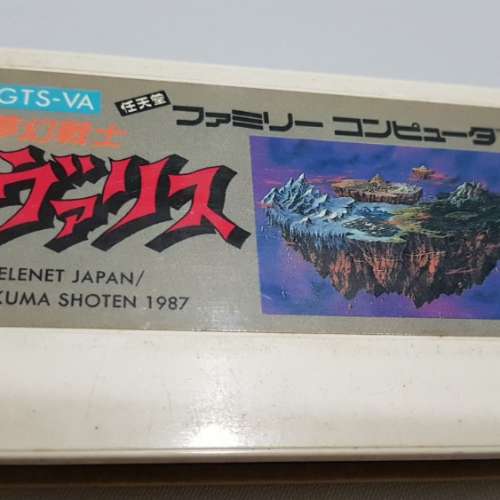 GTS-VA
任天堂 ファミリー コンピュータ
夢幻戦士
ヴァリス
ELENET JAPAN/
KUMA SHOTEN 1987